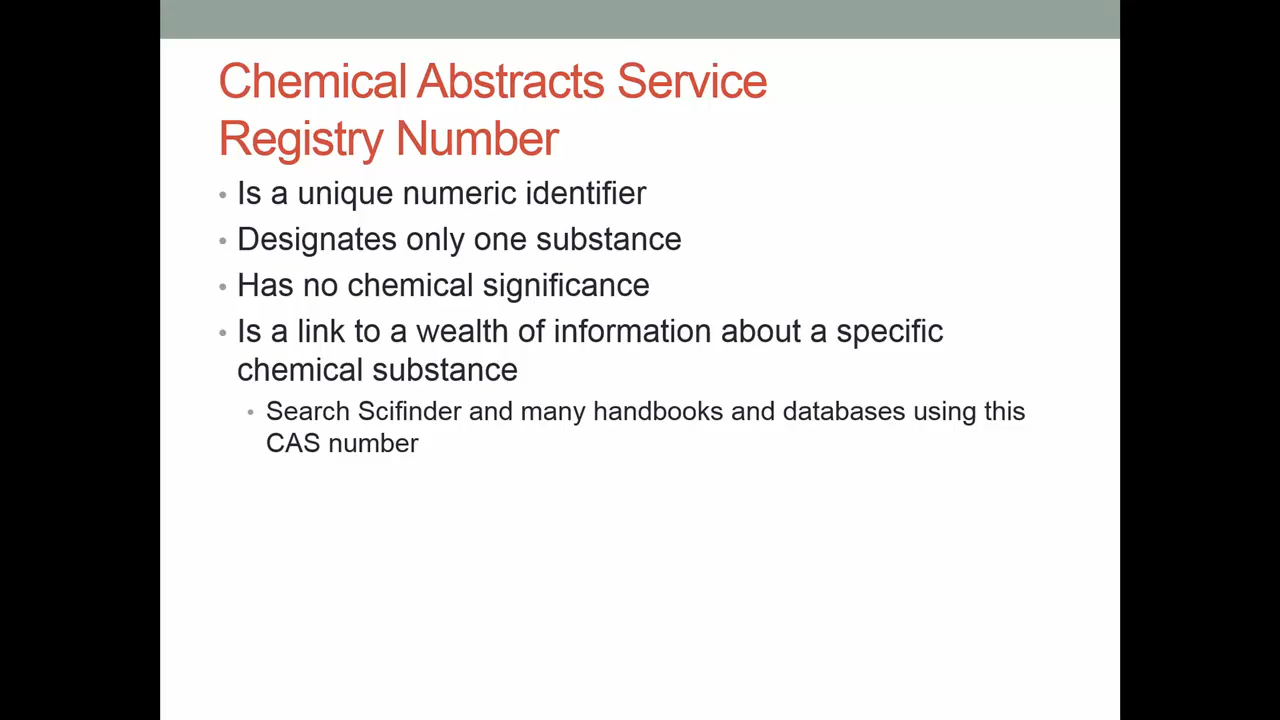 Chemical Abstracts Service
Registry Number
• Is a unique numeric identifier
• Designates only one substance
• Has no chemical significance
• Is a link to a wealth of information about a specific
chemical substance
• Search Scifinder and many handbooks and databases using this
CAS number